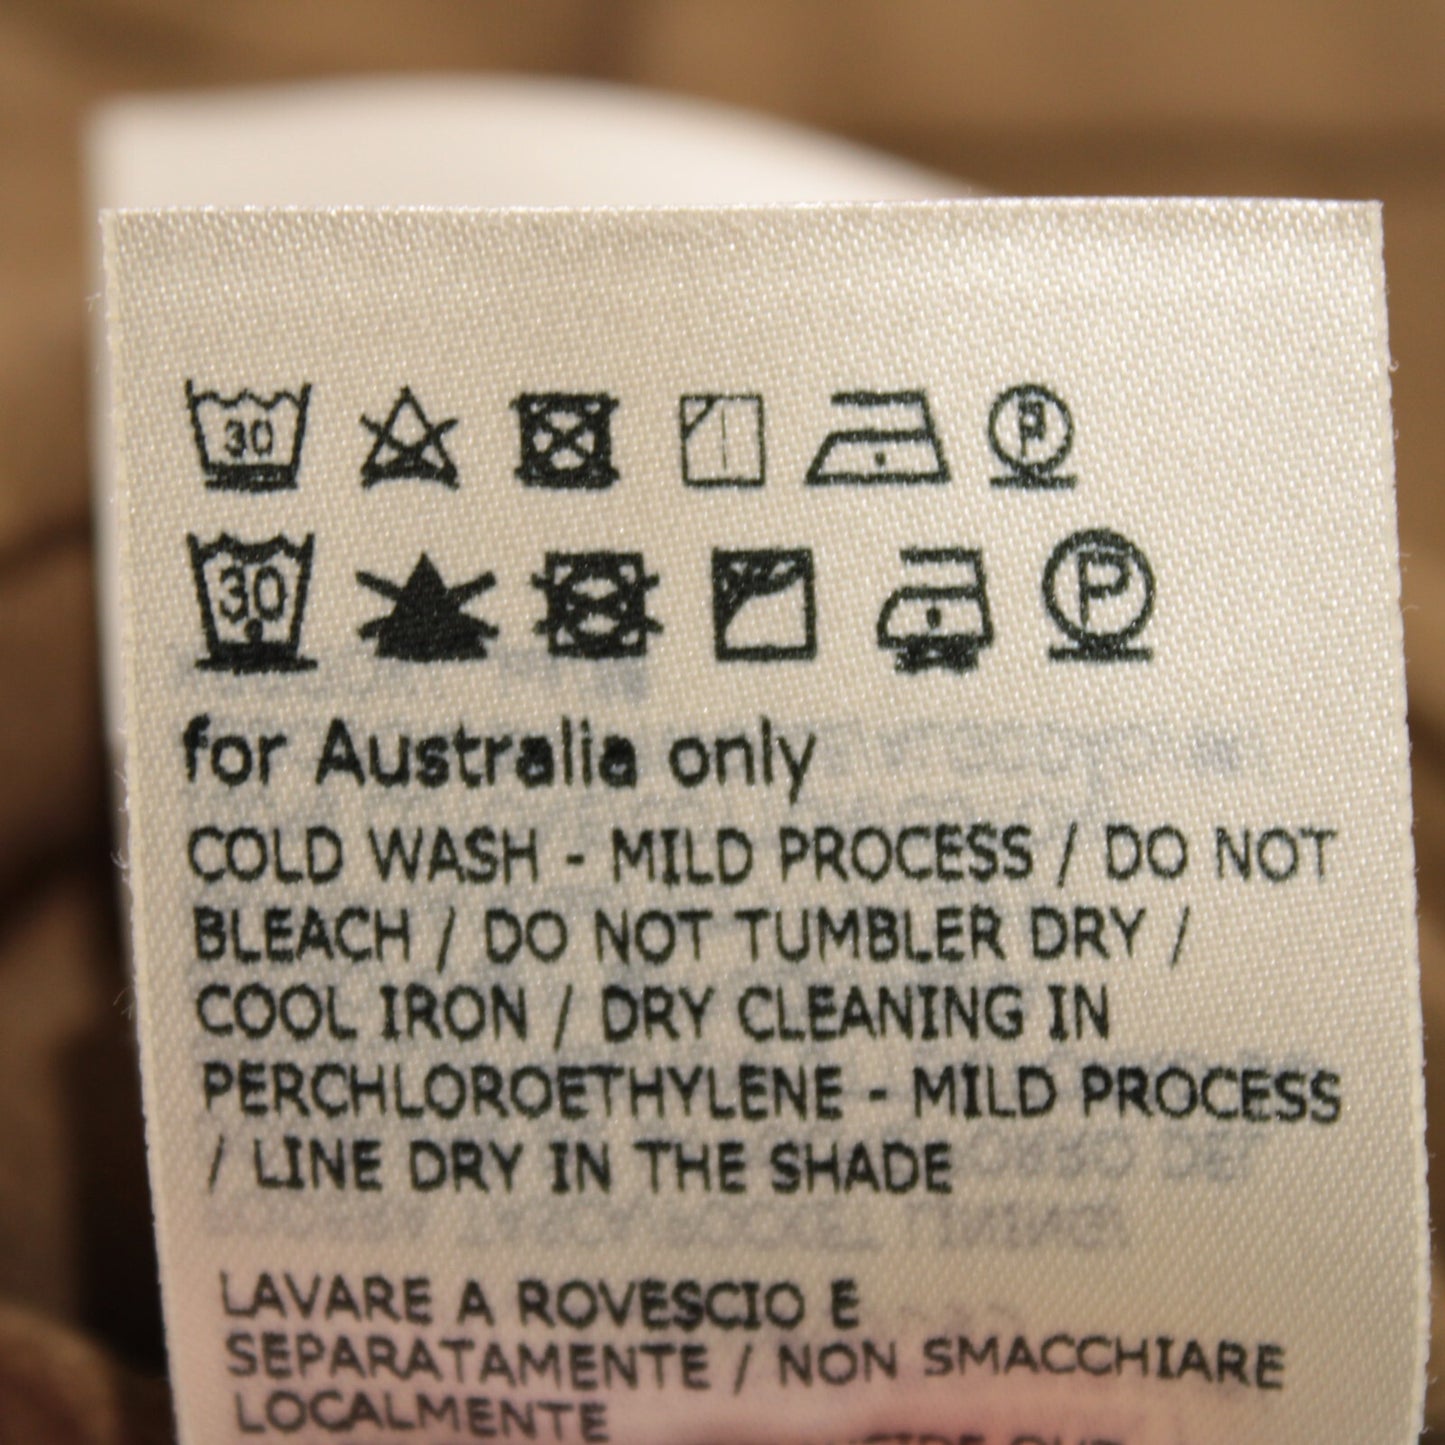 30
P
30
P
for Australia only
COLD WASH - MILD PROCESS / DO NOT
BLEACH / DO NOT TUMBLER DRY /
COOL IRON / DRY CLEANING IN
PERCHLOROETHYLENE - MILD PROCESS
/ LINE DRY IN THE SHADE
LAVARE A ROVESCIO E
SEPARATAMENTE / NON SMACCHIARE
LOCALMENTE